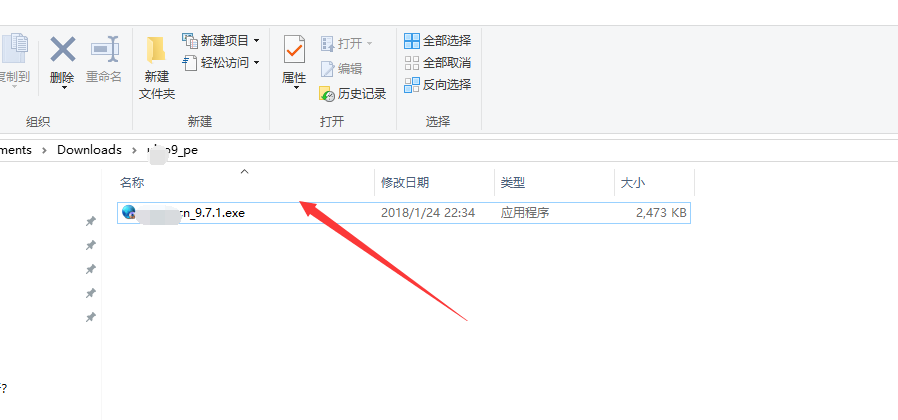 新建项目
打开
全部选择
复制到
删除
重命名
新建
文件夹
轻松访问
属性
编辑
全部取消
历史记录
反向选择
组织
新建
打开
选择
ments > Downloads > u o9_pe
名称
修改日期
类型
大小
cn_9.7.1.exe
2018/1/24 22:34
应用程序
2,473 KB
?